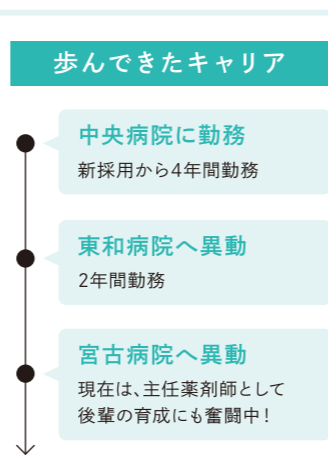 歩んできたキャリア
中央病院に勤務
新採用から4年間勤務
東和病院へ異動
2年間勤務
宮古病院へ異動
現在は、主任薬剤師として
後輩の育成にも奮闘中！